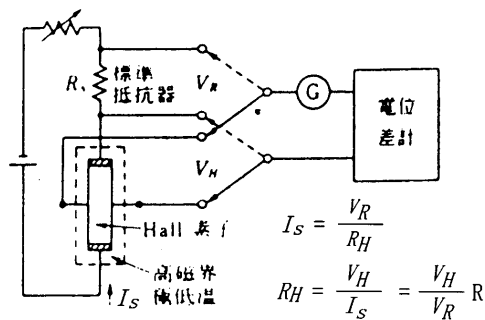 R
標準
抵抗器
V_R
G
電位
差計
V_H
Hall 素子
高磁界
極低温
I_S
I_S = V_R / R_H
R_H = V_H / I_S = V_H / V_R R